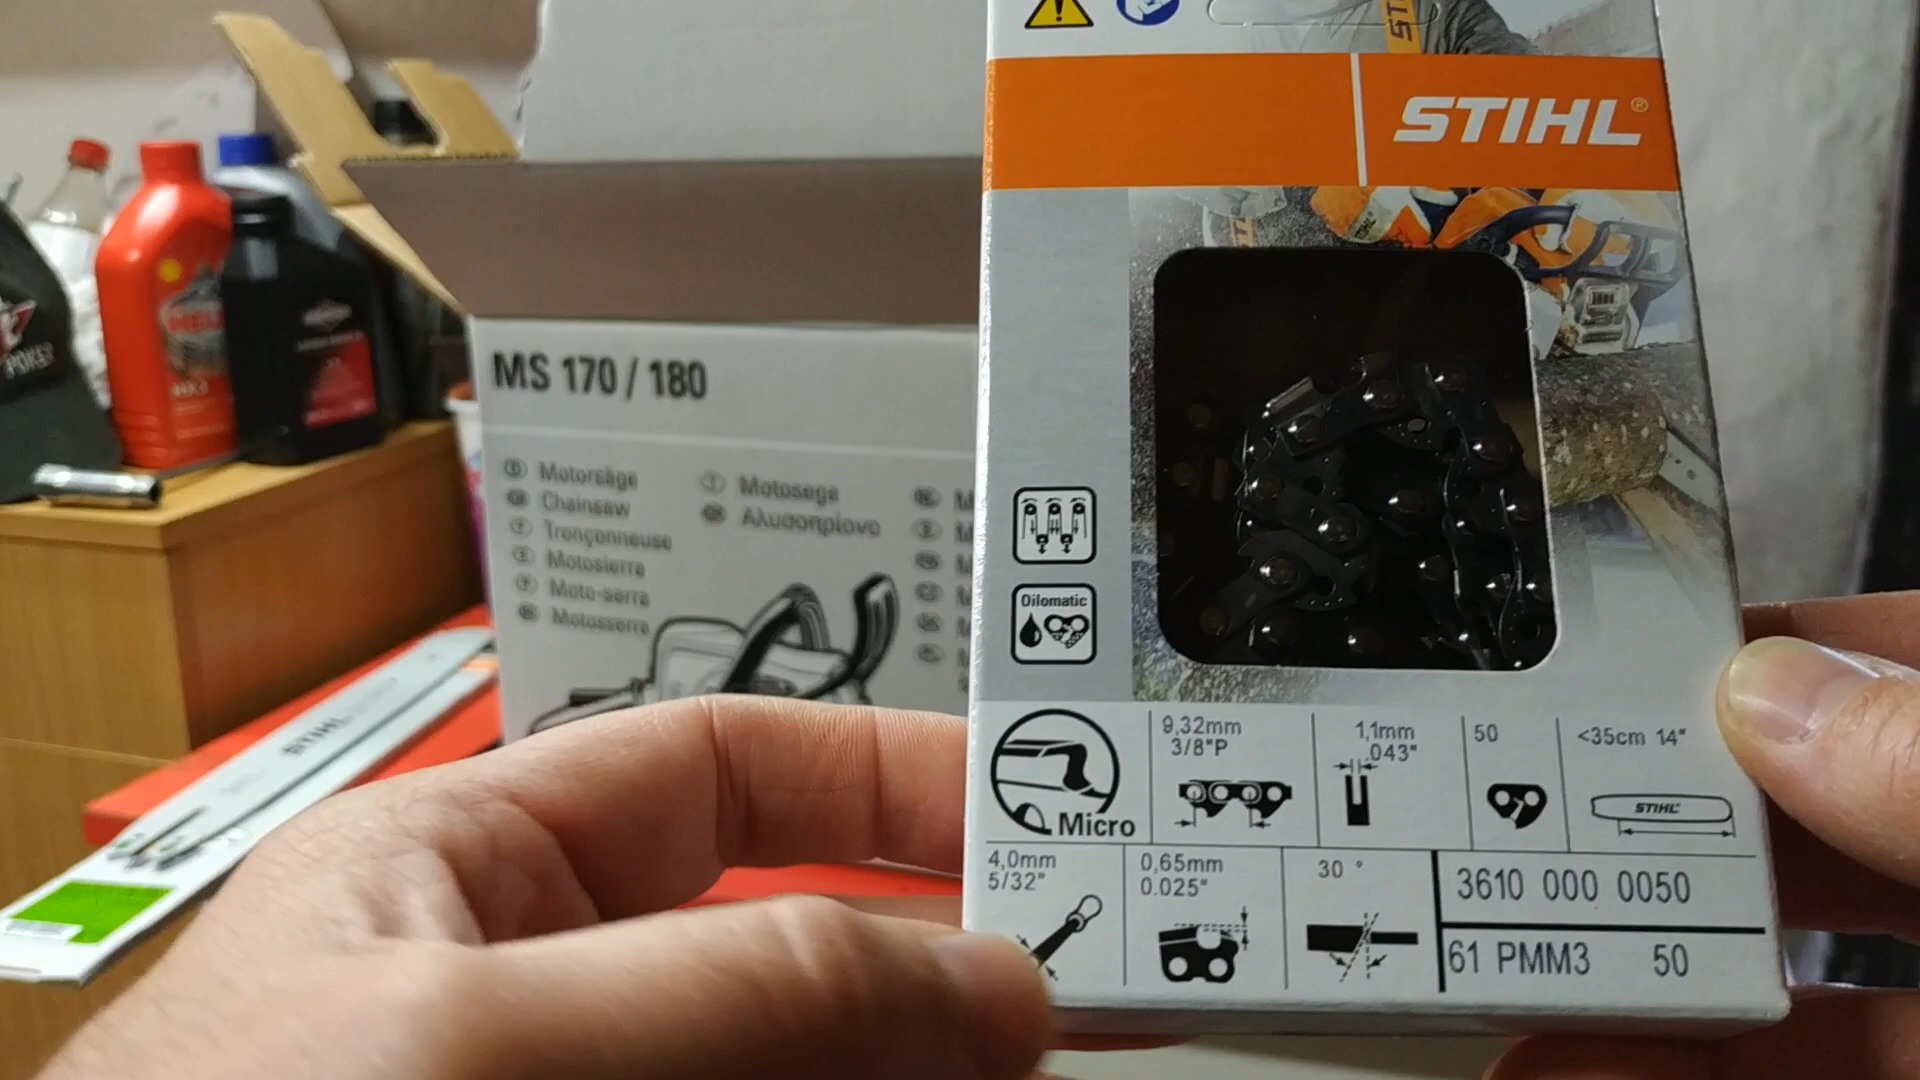 STIHL®
MS 170 / 180
Motorsäge
Chainsaw
Tronçonneuse
Motosierra
Moto-serra
Motosserra
Motosega
Αλυσοπρίονο
STIHL
Oilomatic
Micro
9,32mm
3/8"P
1,1mm
.043"
50
<35cm 14"
STIHL
4,0mm
5/32"
0,65mm
0.025"
30 °
3610 000 0050
61 PMM3 50
STIHL